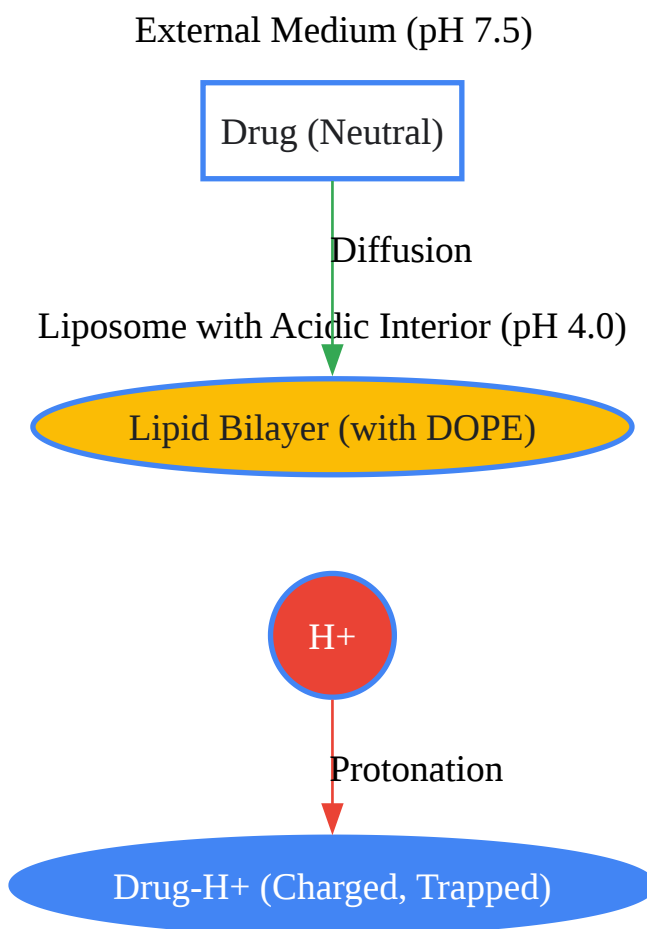 External Medium (pH 7.5)
Drug (Neutral)
Diffusion
Liposome with Acidic Interior (pH 4.0)
Lipid Bilayer (with DOPE)
H+
Protonation
Drug-H+ (Charged, Trapped)